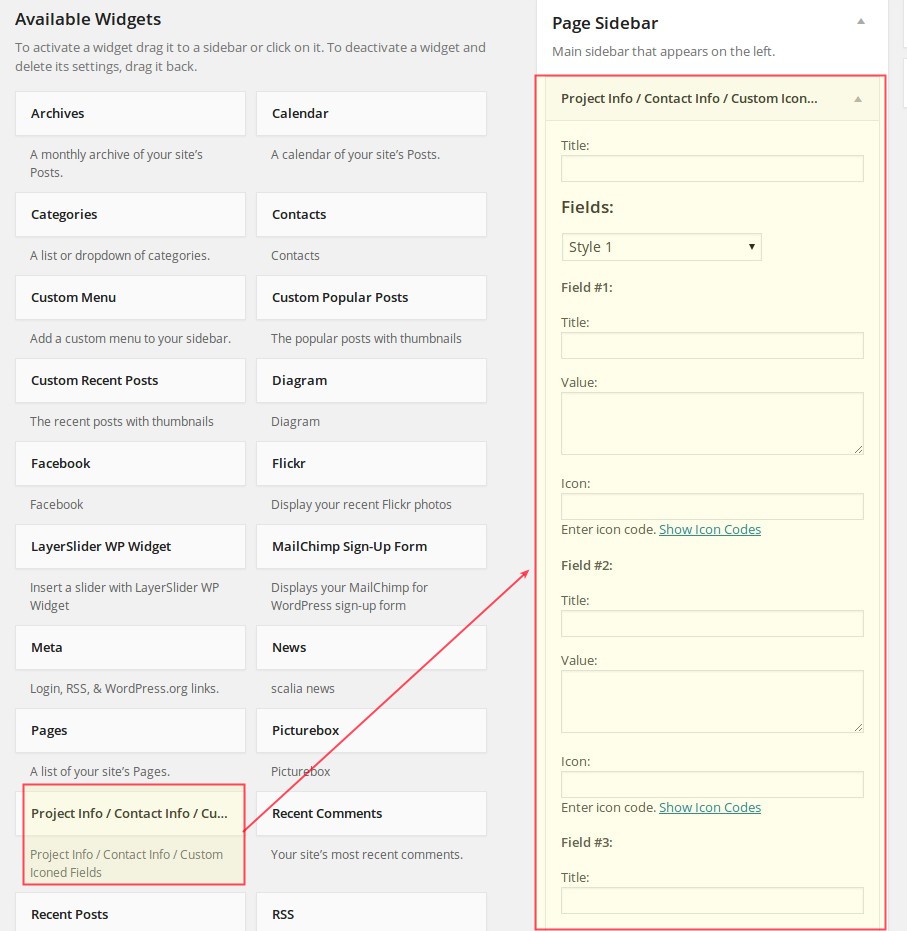 Available Widgets
To activate a widget drag it to a sidebar or click on it. To deactivate a widget and
delete its settings, drag it back.
Archives
Calendar
A monthly archive of your site's
Posts.
A calendar of your site's Posts.
Categories
Contacts
A list or dropdown of categories.
Contacts
Custom Menu
Custom Popular Posts
Add a custom menu to your sidebar.
The popular posts with thumbnails
Custom Recent Posts
Diagram
The recent posts with thumbnails
Diagram
Facebook
Flickr
Facebook
Display your recent Flickr photos
LayerSlider WP Widget
MailChimp Sign-Up Form
Insert a slider with LayerSlider WP
Widget
Displays your MailChimp for
WordPress sign-up form
Meta
News
Login, RSS, & WordPress.org links.
scalia news
Pages
Picturebox
A list of your site's Pages.
Picturebox
Project Info / Contact Info / Cu...
Recent Comments
Project Info / Contact Info / Custom
Iconed Fields
Your site's most recent comments.
Recent Posts
RSS
Page Sidebar
Main sidebar that appears on the left.
Project Info / Contact Info / Custom Icon...
Title:
Fields:
Style 1
Field #1:
Title:
Value:
Icon:
Enter icon code. Show Icon Codes
Field #2:
Title:
Value:
Icon:
Enter icon code. Show Icon Codes
Field #3:
Title: